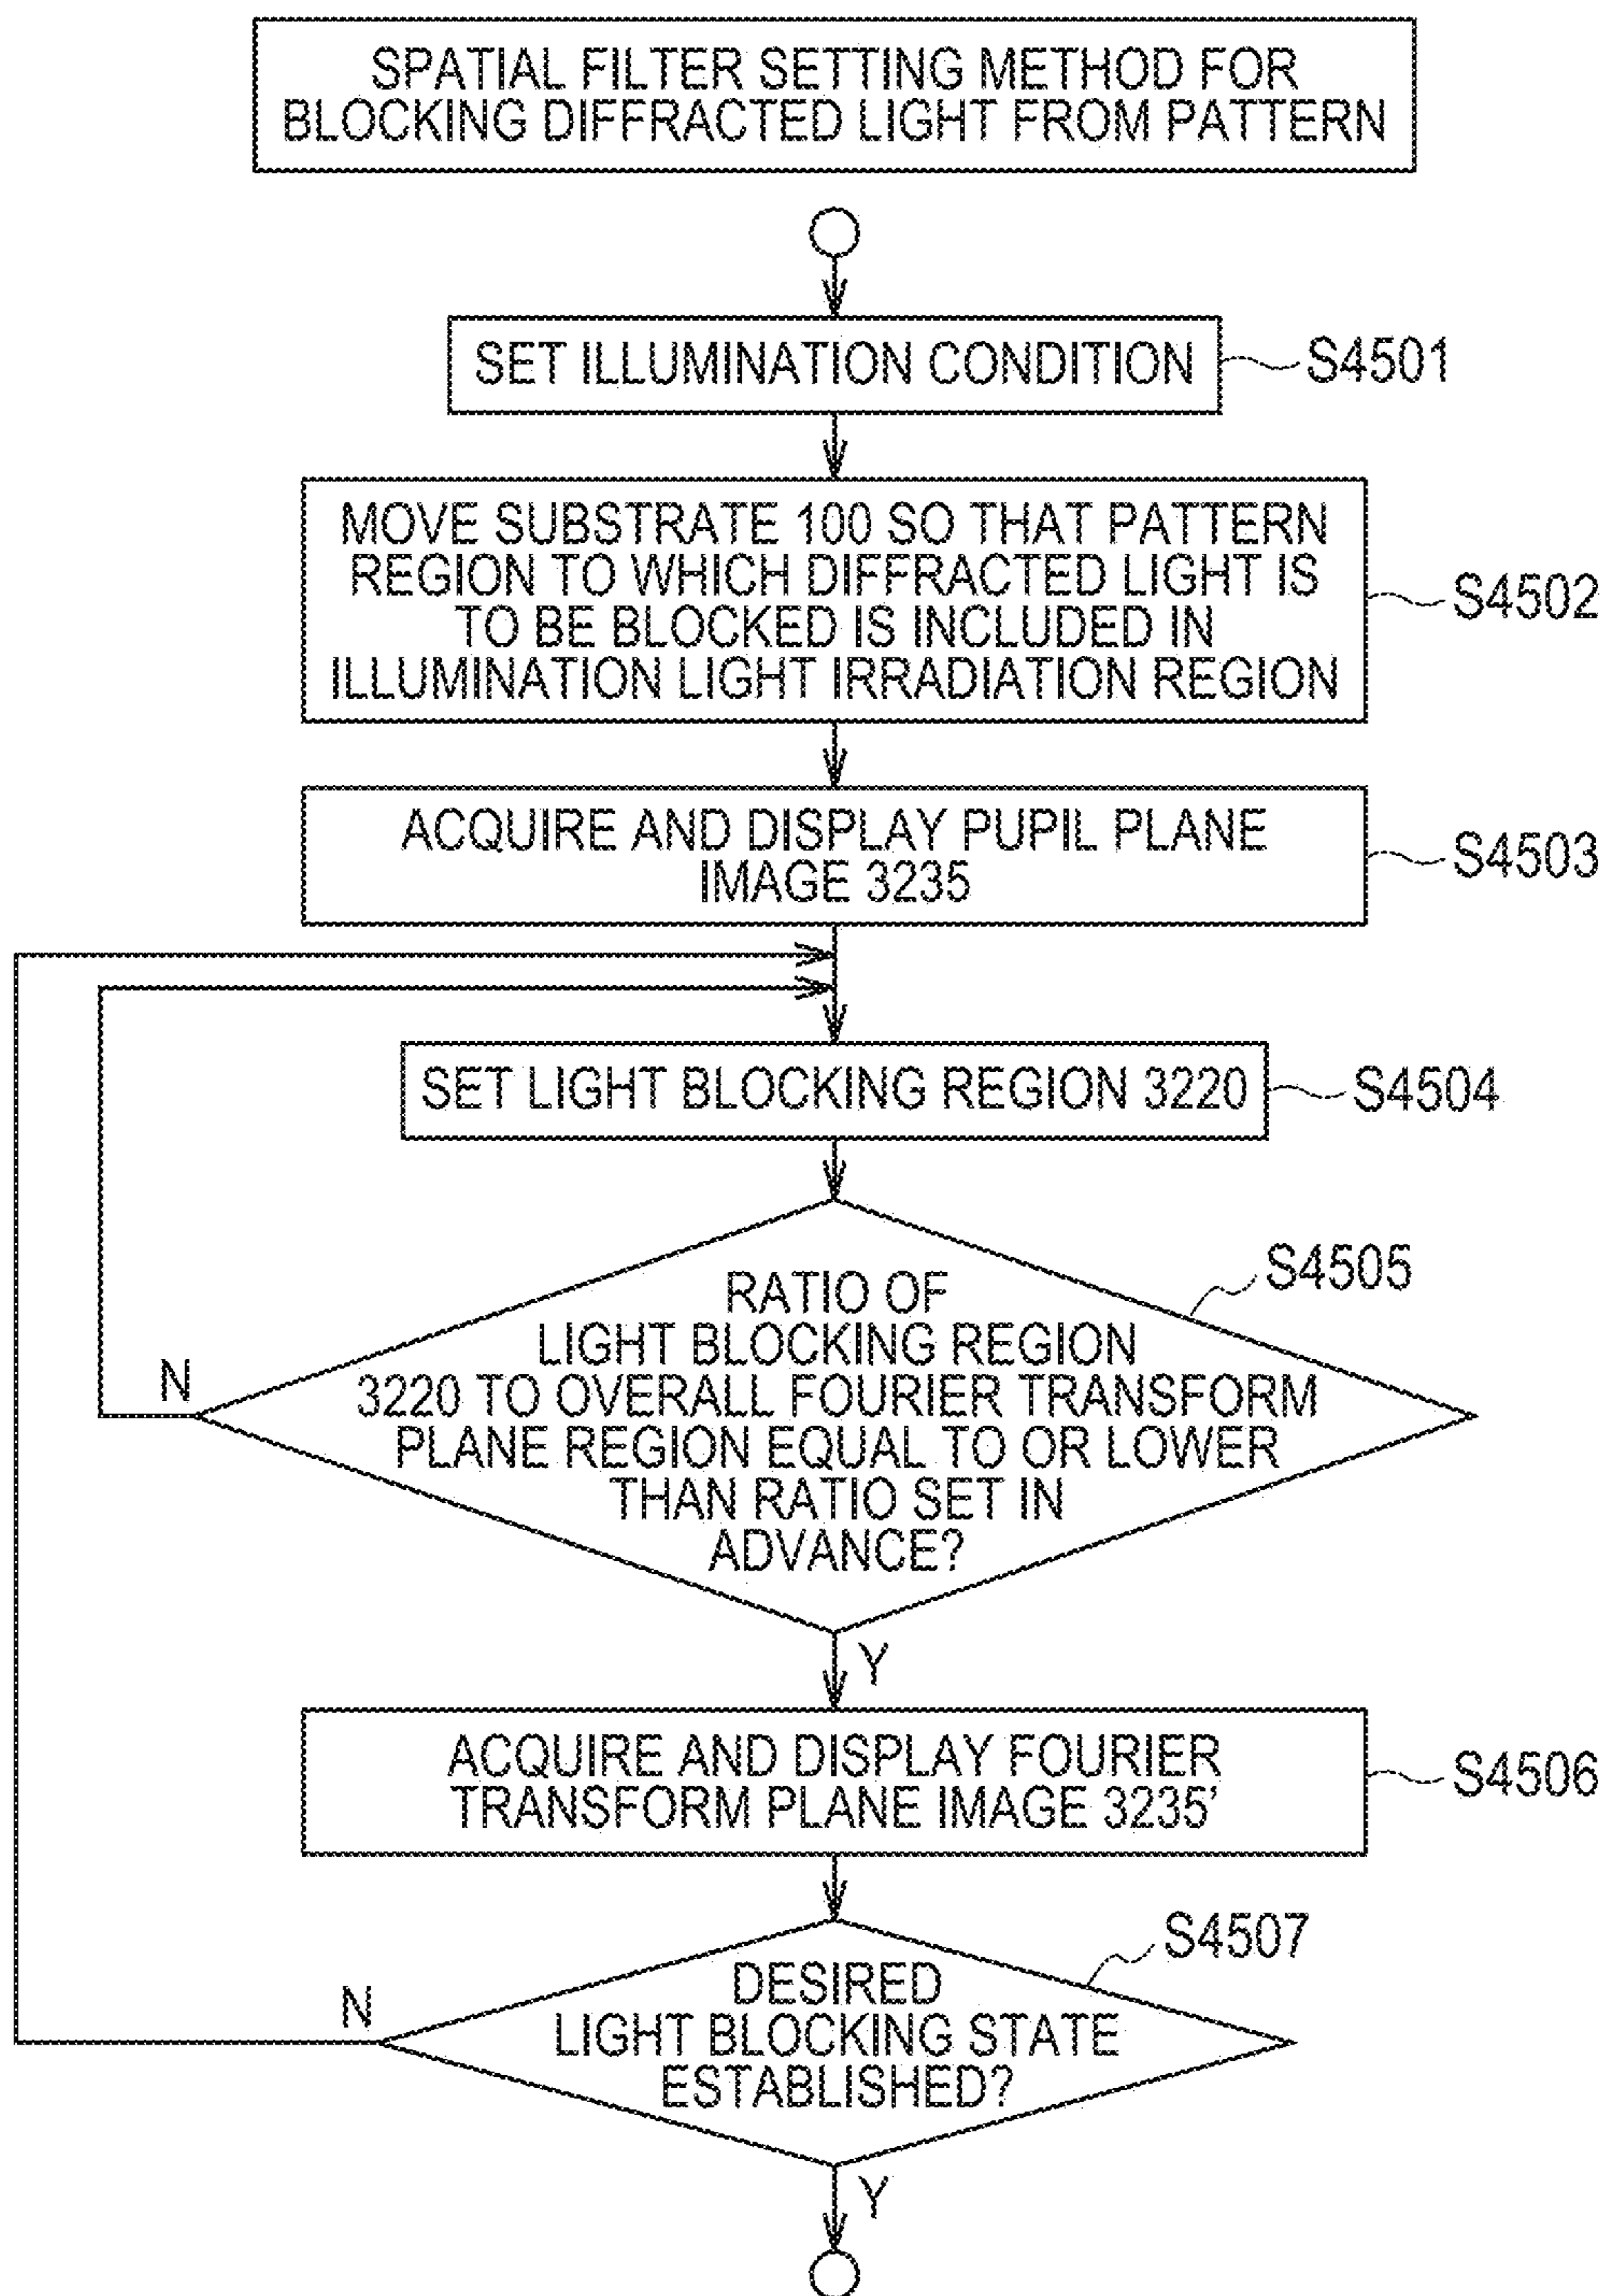 SPATIAL FILTER SETTING METHOD FOR
BLOCKING DIFFRACTED LIGHT FROM PATTERN
SET ILLUMINATION CONDITION
S4501
MOVE SUBSTRATE 100 SO THAT PATTERN
REGION TO WHICH DIFFRACTED LIGHT IS
TO BE BLOCKED IS INCLUDED IN
ILLUMINATION LIGHT IRRADIATION REGION
S4502
ACQUIRE AND DISPLAY PUPIL PLANE
IMAGE 3235
S4503
SET LIGHT BLOCKING REGION 3220
S4504
S4505
RATIO OF
LIGHT BLOCKING REGION
3220 TO OVERALL FOURIER TRANSFORM
PLANE REGION EQUAL TO OR LOWER
THAN RATIO SET IN
ADVANCE?
N
Y
ACQUIRE AND DISPLAY FOURIER
TRANSFORM PLANE IMAGE 3235’
S4506
S4507
DESIRED
LIGHT BLOCKING STATE
ESTABLISHED?
N
Y